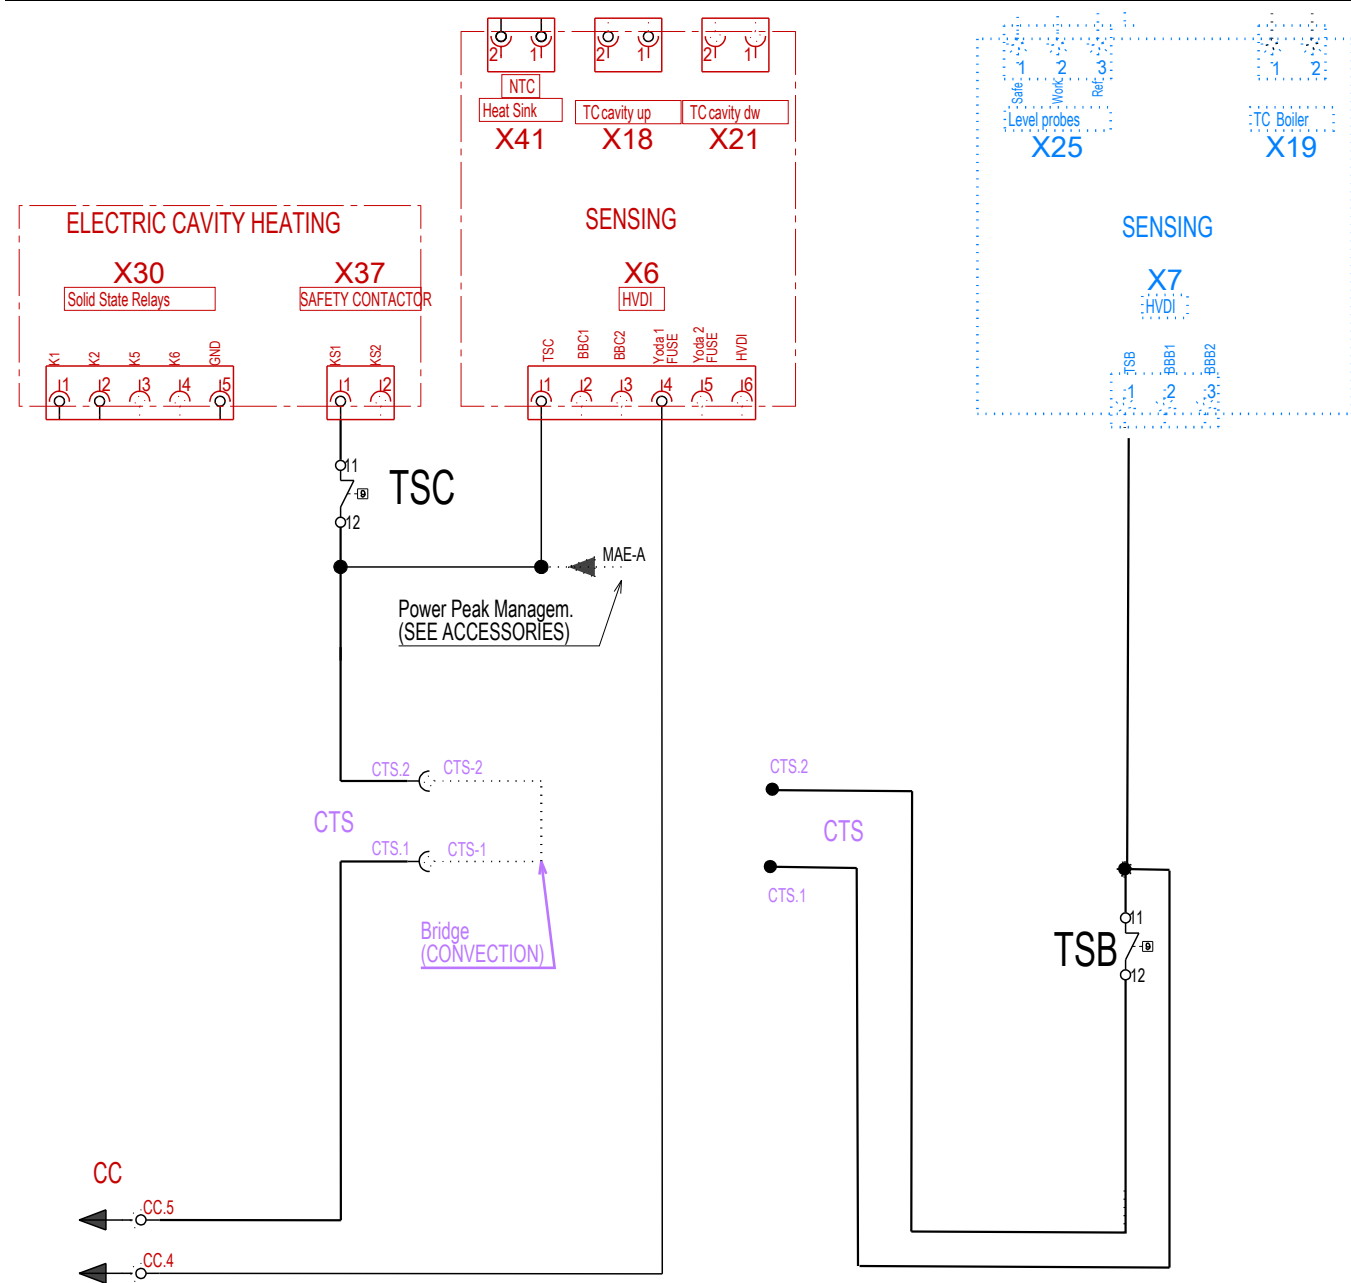 2 1
2 1
2 1
NTC
Heat Sink
X41
TC cavity up
X18
TC cavity dw
X21
1 2 3
Safe
Work
Ref
Level probes
X25
1 2
TC Boiler
X19
ELECTRIC CAVITY HEATING
X30
Solid State Relays
X37
SAFETY CONTACTOR
K1
K2
K5
K6
GND
1 2 3 4 5
KS1
KS2
1 2
SENSING
X6
HVDI
TSC
BBC1
BBC2
Yoda 1
FUSE
Yoda 2
FUSE
HVDI
1 2 3 4 5 6
SENSING
X7
HVDI
TSB
BBB1
BBB2
1 2 3
11
TSC
9
12
MAE-A
Power Peak Managem.
(SEE ACCESSORIES)
CTS.2 CTS-2
CTS
CTS.1 CTS-1
Bridge
(CONVECTION)
CTS.2
CTS
CTS.1
11
TSB
9
12
CC
CC.5
CC.4